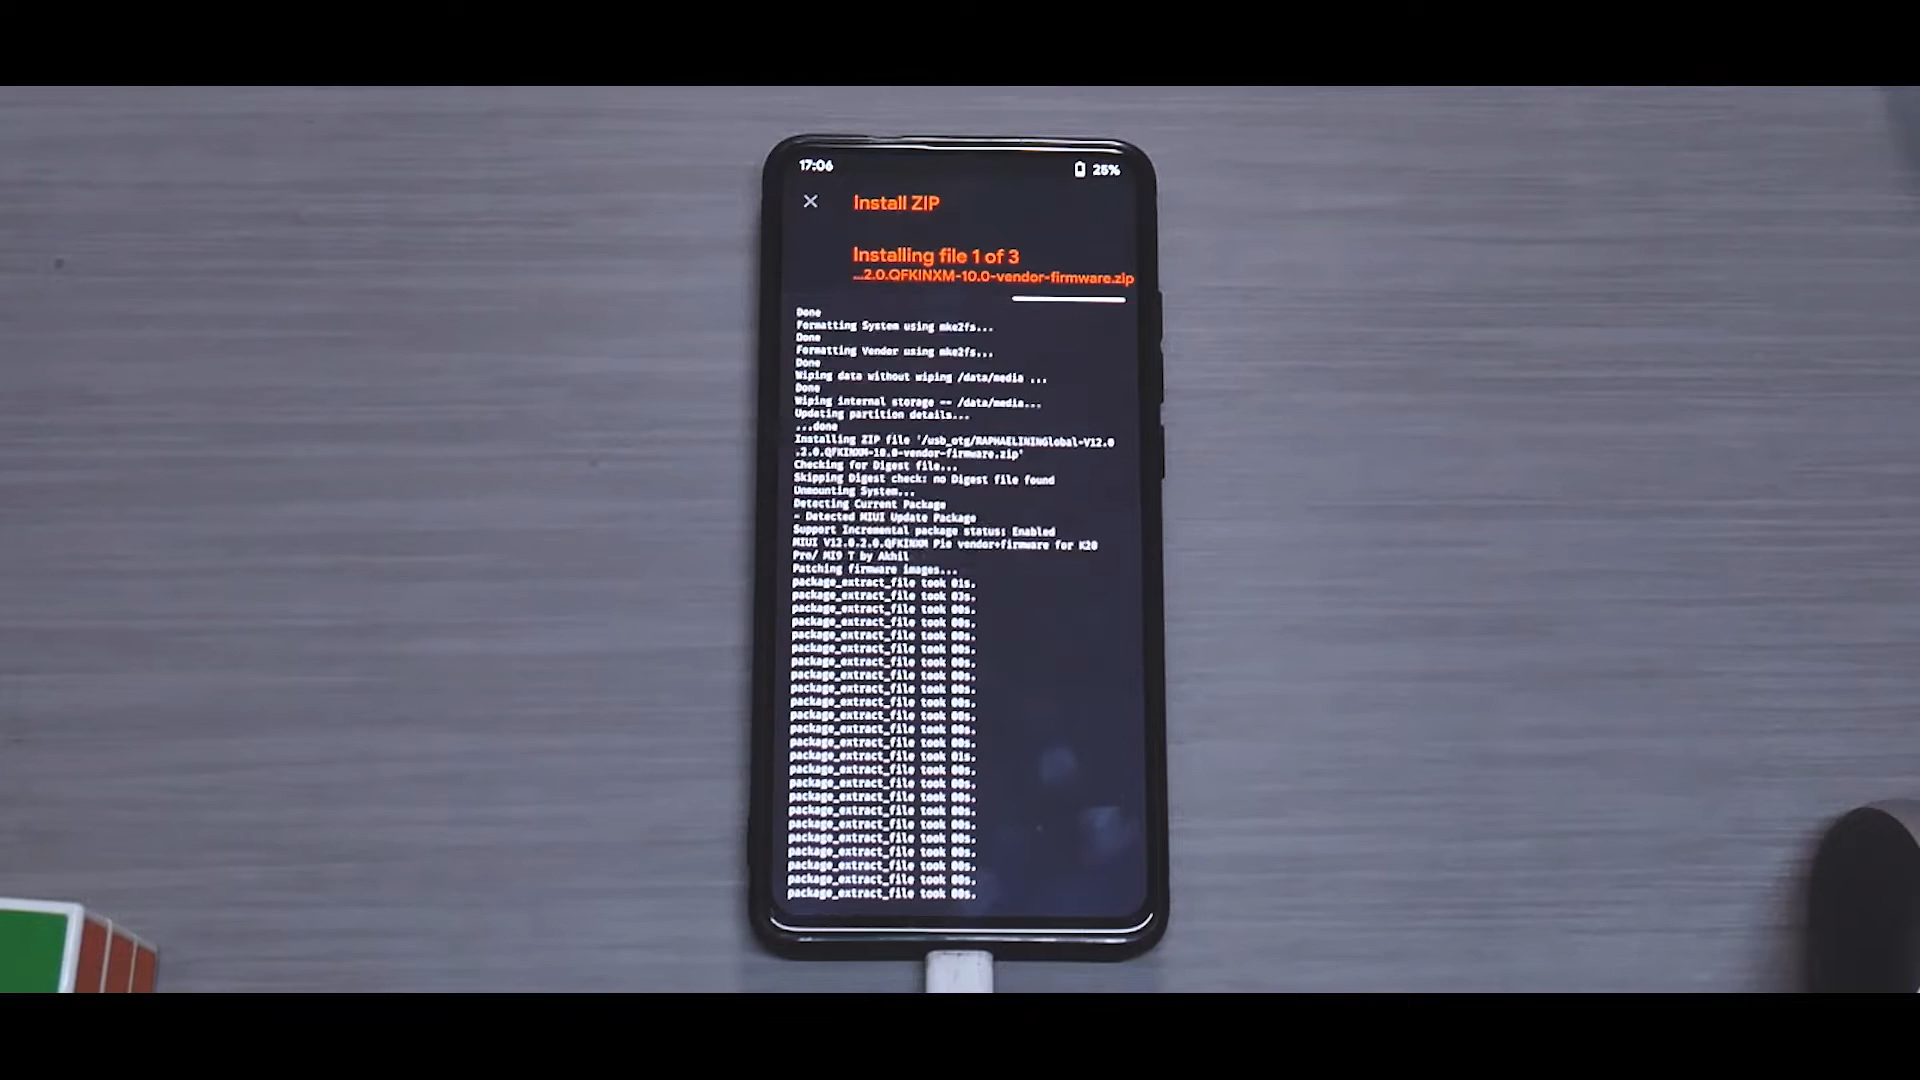 17:06
25%
Install ZIP
Installing file 1 of 3
...2.0.QFKINXM-10.0-vendor-firmware.zip
Done
Formatting System using mke2fs...
Done
Formatting Vendor using mke2fs...
Done
Wiping data without wiping /data/media ...
Done
Wiping internal storage -- /data/media...
Updating partition details...
...done
Installing ZIP file '/usb_otg/RAPHAELININGlobal-V12.0
.2.0.QFKINXM-10.0-vendor-firmware.zip'
Checking for Digest file...
Skipping Digest check: no Digest file found
Unmounting System...
Detecting Current Package
- Detected MIUI Update Package
Support Incremental package status: Enabled
MIUI V12.0.2.0.QFKINXM Pie vendor+firmware for K20
Pro/ MI9 T by Akhil
Patching firmware images...
package_extract_file took 01s.
package_extract_file took 03s.
package_extract_file took 00s.
package_extract_file took 00s.
package_extract_file took 00s.
package_extract_file took 00s.
package_extract_file took 00s.
package_extract_file took 00s.
package_extract_file took 00s.
package_extract_file took 00s.
package_extract_file took 00s.
package_extract_file took 00s.
package_extract_file took 00s.
package_extract_file took 01s.
package_extract_file took 00s.
package_extract_file took 00s.
package_extract_file took 00s.
package_extract_file took 00s.
package_extract_file took 00s.
package_extract_file took 00s.
package_extract_file took 00s.
package_extract_file took 00s.
package_extract_file took 00s.
package_extract_file took 00s.